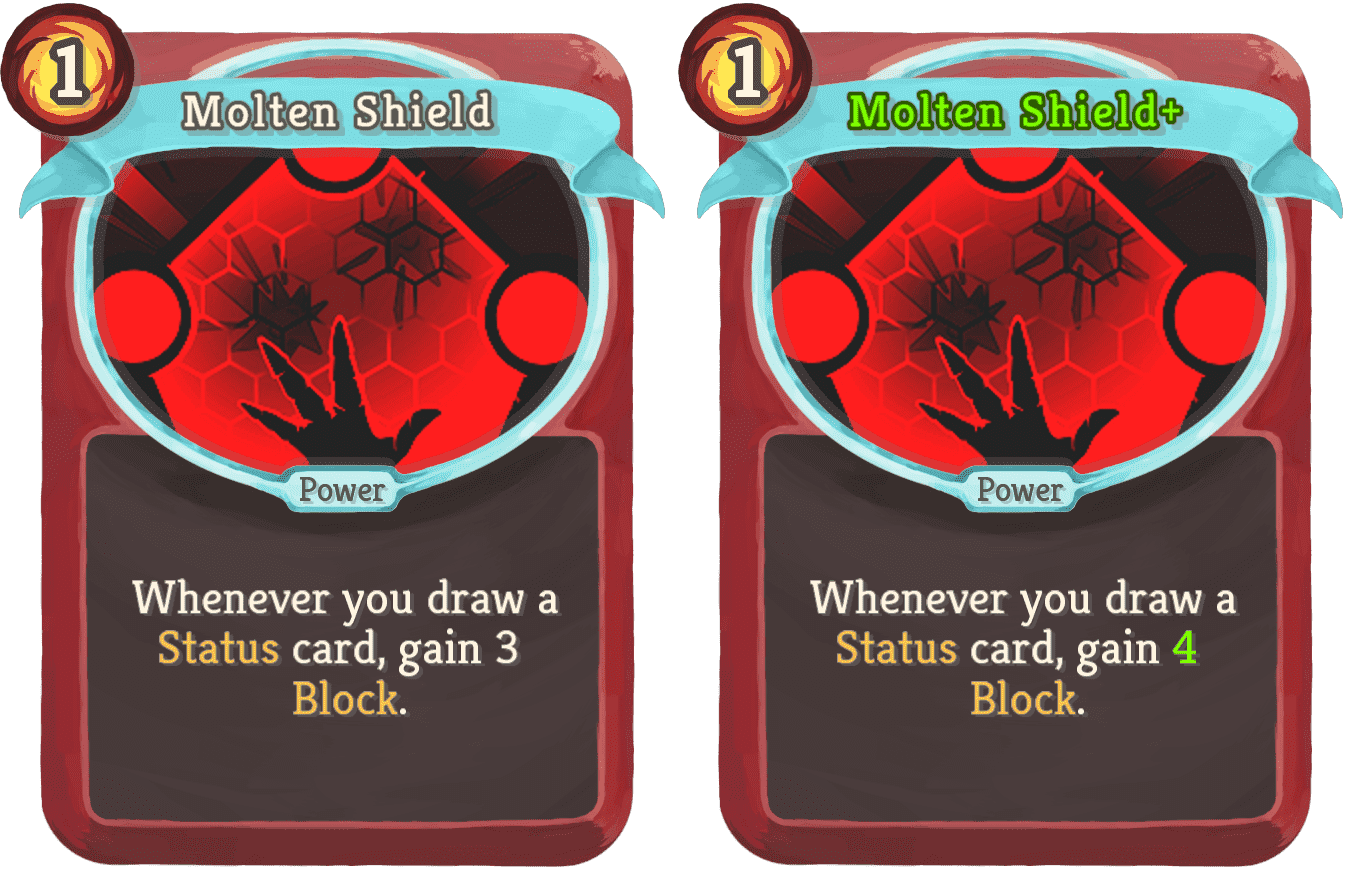 1
Molten Shield
Power
Whenever you draw a
Status card, gain 3
Block.
1
Molten Shield+
Power
Whenever you draw a
Status card, gain 4
Block.